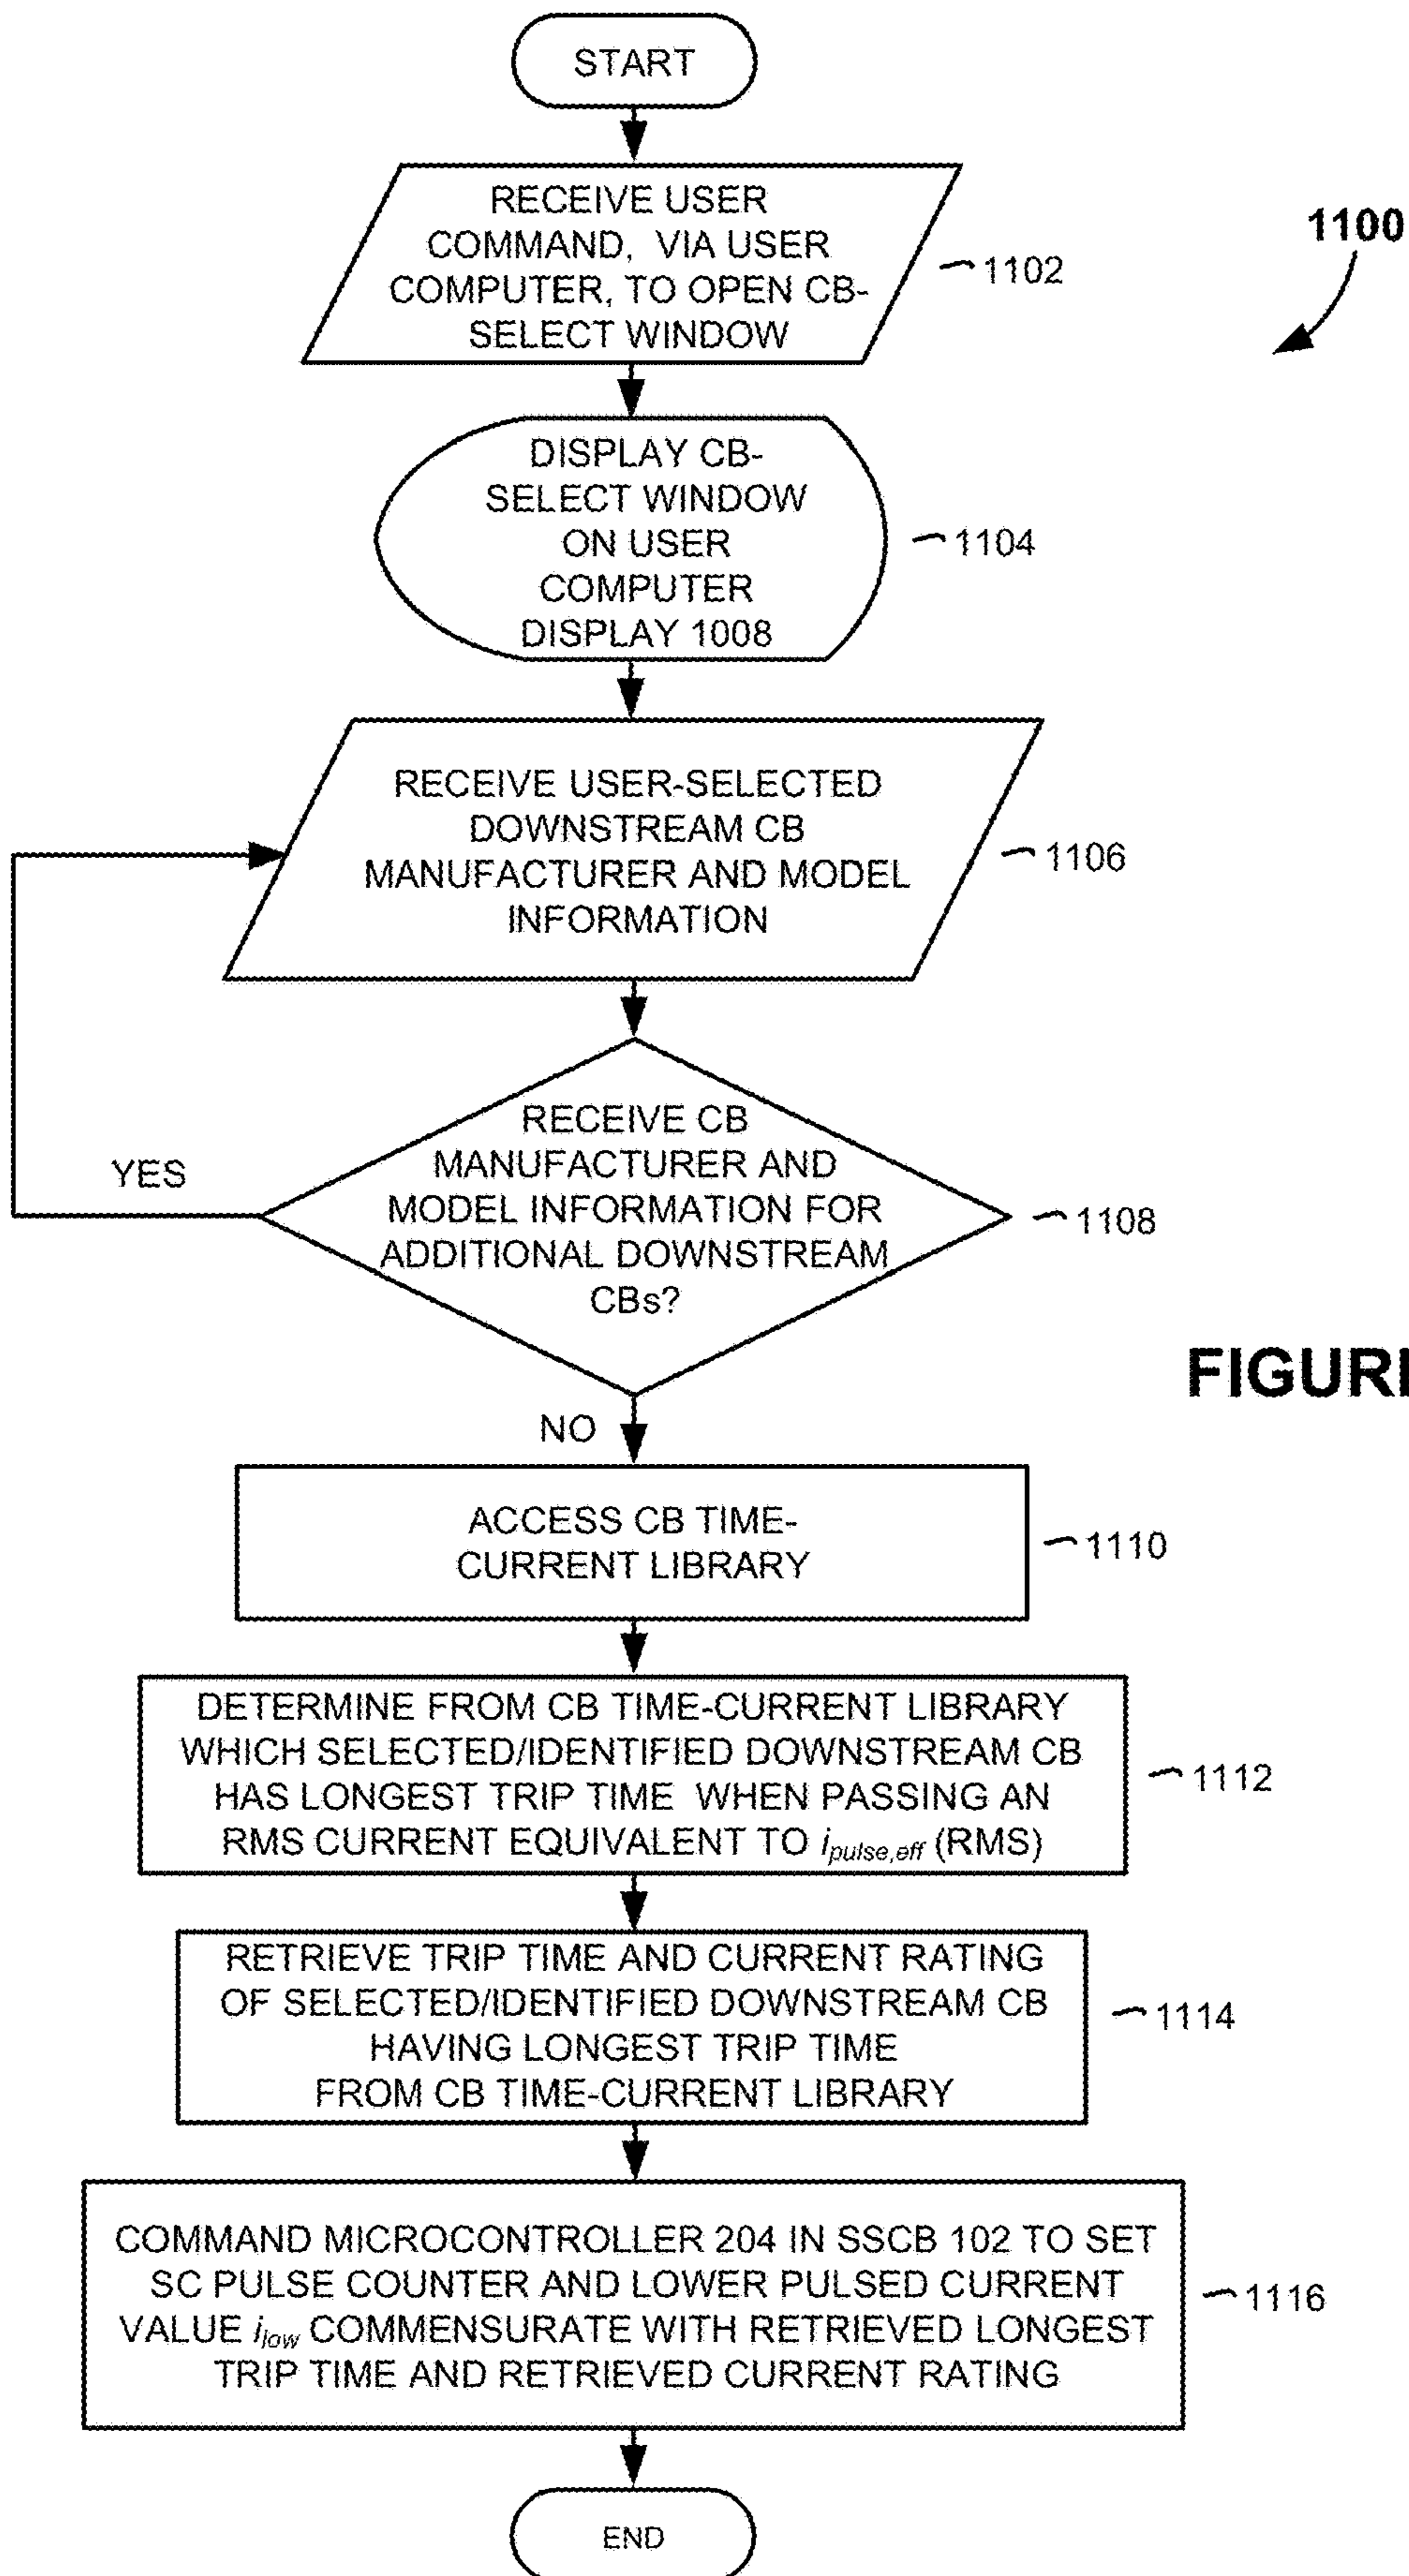 START
RECEIVE USER
COMMAND, VIA USER
COMPUTER, TO OPEN CB-
SELECT WINDOW
1102
1100
DISPLAY CB-
SELECT WINDOW
ON USER
COMPUTER
DISPLAY 1008
1104
RECEIVE USER-SELECTED
DOWNSTREAM CB
MANUFACTURER AND MODEL
INFORMATION
1106
RECEIVE CB
MANUFACTURER AND
MODEL INFORMATION FOR
ADDITIONAL DOWNSTREAM
CBs?
YES
1108
NO
ACCESS CB TIME-
CURRENT LIBRARY
1110
DETERMINE FROM CB TIME-CURRENT LIBRARY
WHICH SELECTED/IDENTIFIED DOWNSTREAM CB
HAS LONGEST TRIP TIME WHEN PASSING AN
RMS CURRENT EQUIVALENT TO ipulse,eff (RMS)
1112
RETRIEVE TRIP TIME AND CURRENT RATING
OF SELECTED/IDENTIFIED DOWNSTREAM CB
HAVING LONGEST TRIP TIME
FROM CB TIME-CURRENT LIBRARY
1114
COMMAND MICROCONTROLLER 204 IN SSCB 102 TO SET
SC PULSE COUNTER AND LOWER PULSED CURRENT
VALUE ilow COMMENSURATE WITH RETRIEVED LONGEST
TRIP TIME AND RETRIEVED CURRENT RATING
1116
END